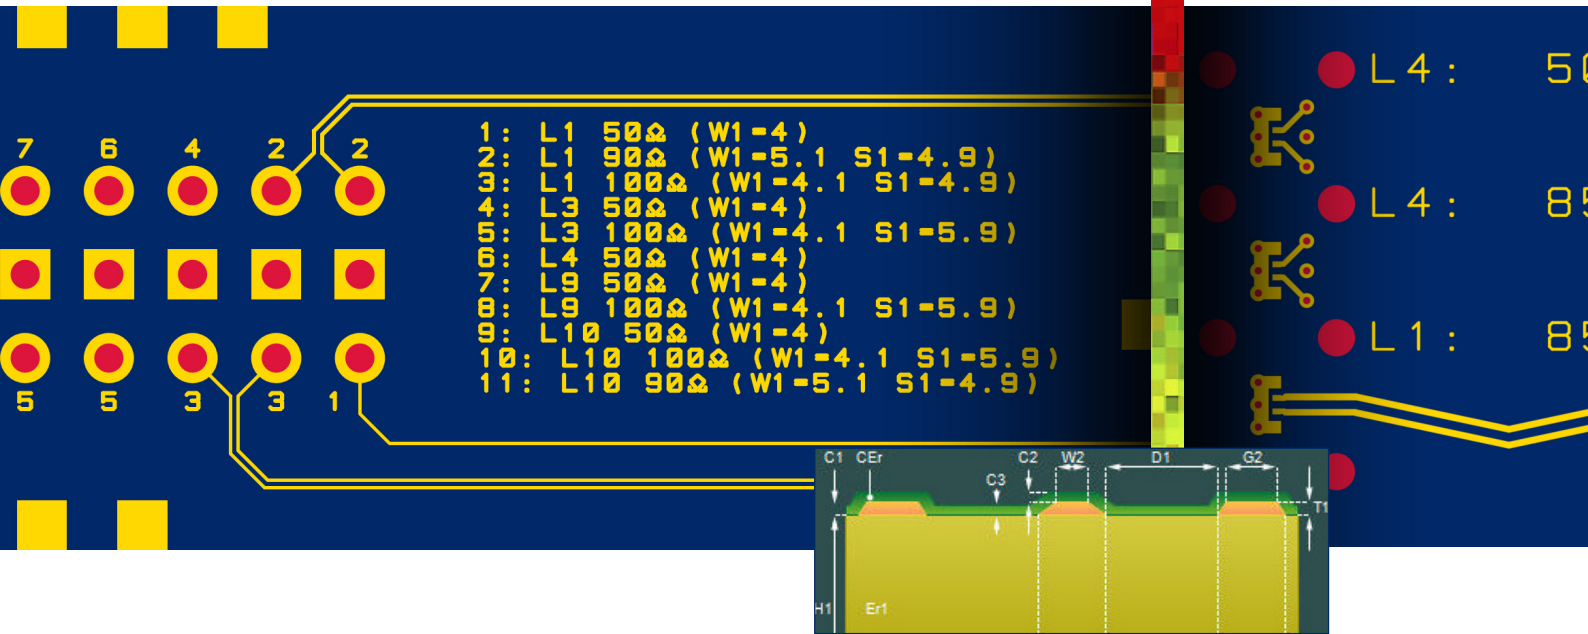 7 6 4 2 2
1: L1 50Ω (W1=4)
2: L1 90Ω (W1=5.1 S1=4.9)
3: L1 100Ω (W1=4.1 S1=4.9)
4: L3 50Ω (W1=4)
5: L3 100Ω (W1=4.1 S1=5.9)
6: L4 50Ω (W1=4)
7: L9 50Ω (W1=4)
8: L9 100Ω (W1=4.1 S1=5.9)
9: L10 50Ω (W1=4)
10: L10 100Ω (W1=4.1 S1=5.9)
11: L10 90Ω (W1=5.1 S1=4.9)
5 5 3 3 1
L4: 50
L4: 85
L1: 85
C1 CEr C2 W2 D1 G2
C3
T1
H1 Er1